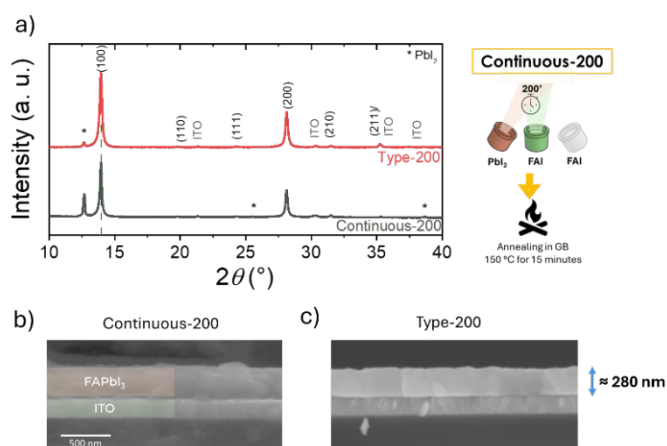 a)
Intensity (a. u.)
(100)
* PbI₂
*
(110)
ITO
(111)
(200)
ITO
(210)
(211)/
ITO
ITO
Type-200
*
*
Continuous-200
10 15 20 25 30 35 40
2θ(°)
Continuous-200
200'
PbI₂ FAI FAI
Annealing in GB
150 ºC for 15 minutes
b) Continuous-200
FAPbI₃
ITO
500 nm
c) Type-200
≈ 280 nm